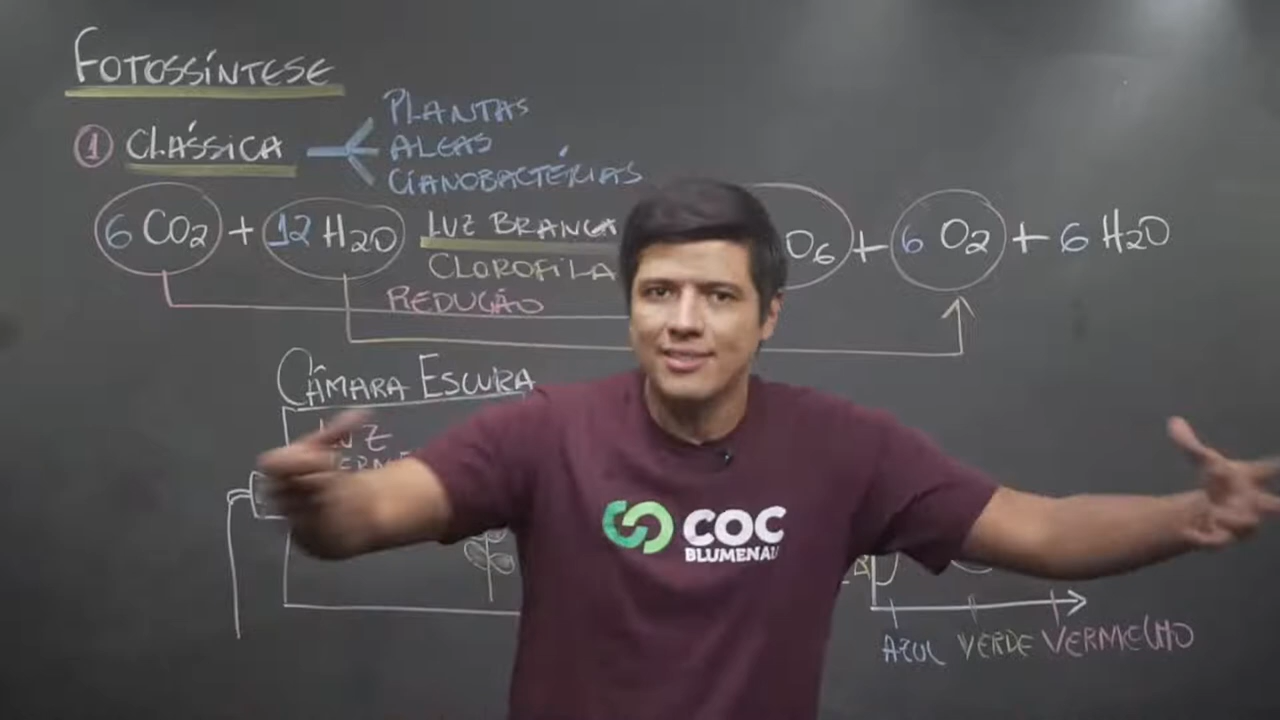 FOTOSSÍNTESE
1 CLÁSSICA
PLANTAS
ALGAS
CIANOBACTÉRIAS
6 CO2 + 12 H2O LUZ BRANCA O6 + 6 O2 + 6 H2O
CLOROFILA
REDUÇÃO
CÂMARA ESCURA
LUZ
COC
BLUMENAU
AZUL VERDE VERMELHO